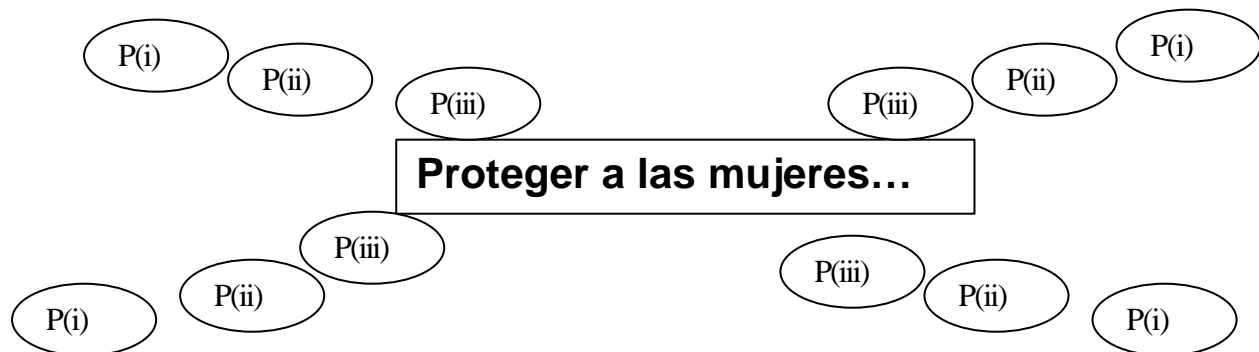 P(i) P(i)
P(ii) P(ii)
P(iii) P(iii)
Proteger a las mujeres…
P(iii) P(iii)
P(ii) P(ii)
P(i) P(i)